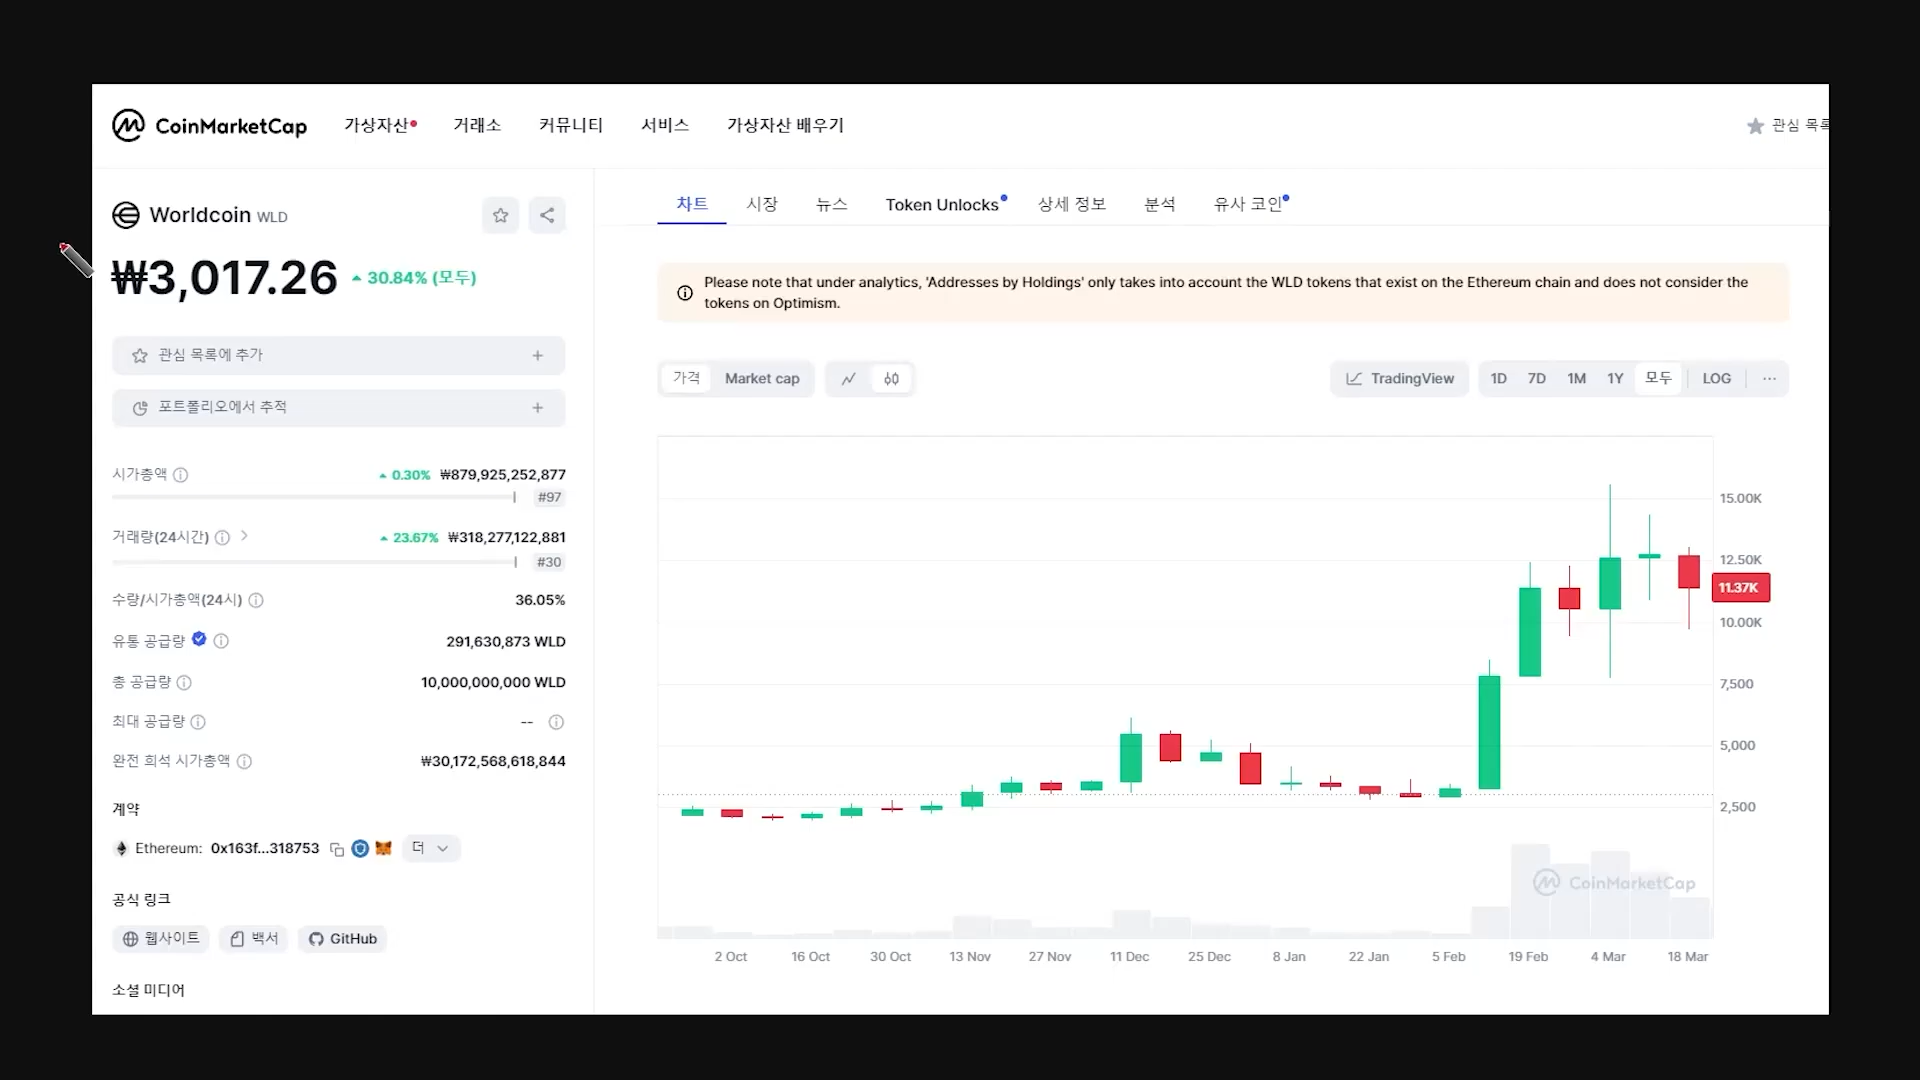 CoinMarketCap
가상자산
거래소
커뮤니티
서비스
가상자산 배우기
관심 목록
Worldcoin WLD
₩3,017.26 30.84% (모두)
관심 목록에 추가 +
포트폴리오에서 추적 +
시가총액 0.30% ₩879,925,252,877
#97
거래량(24시간) 23.67% ₩318,277,122,881
#30
수량/시가총액(24시) 36.05%
유통 공급량 291,630,873 WLD
총 공급량 10,000,000,000 WLD
최대 공급량 --
완전 희석 시가총액 ₩30,172,568,618,844
계약
Ethereum: 0x163f...318753 더
공식 링크
웹사이트 백서 GitHub
소셜 미디어
차트 시장 뉴스 Token Unlocks 상세 정보 분석 유사 코인
Please note that under analytics, 'Addresses by Holdings' only takes into account the WLD tokens that exist on the Ethereum chain and does not consider the
tokens on Optimism.
가격 Market cap TradingView 1D 7D 1M 1Y 모두 LOG ...
15.00K
12.50K
11.37K
10.00K
7,500
5,000
2,500
CoinMarketCap
2 Oct 16 Oct 30 Oct 13 Nov 27 Nov 11 Dec 25 Dec 8 Jan 22 Jan 5 Feb 19 Feb 4 Mar 18 Mar